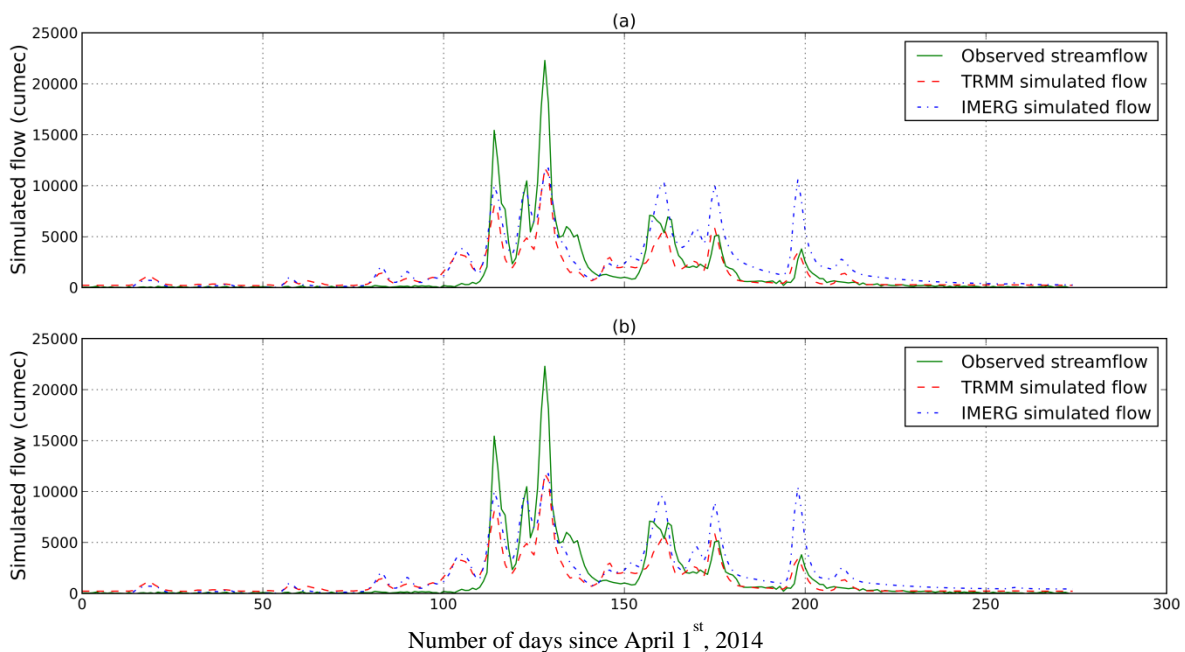 (a)
25000
20000
15000
10000
5000
0
Simulated flow (cumec)
Observed streamflow
TRMM simulated flow
IMERG simulated flow
(b)
25000
20000
15000
10000
5000
0
Simulated flow (cumec)
Observed streamflow
TRMM simulated flow
IMERG simulated flow
0 50 100 150 200 250 300
Number of days since April 1st, 2014